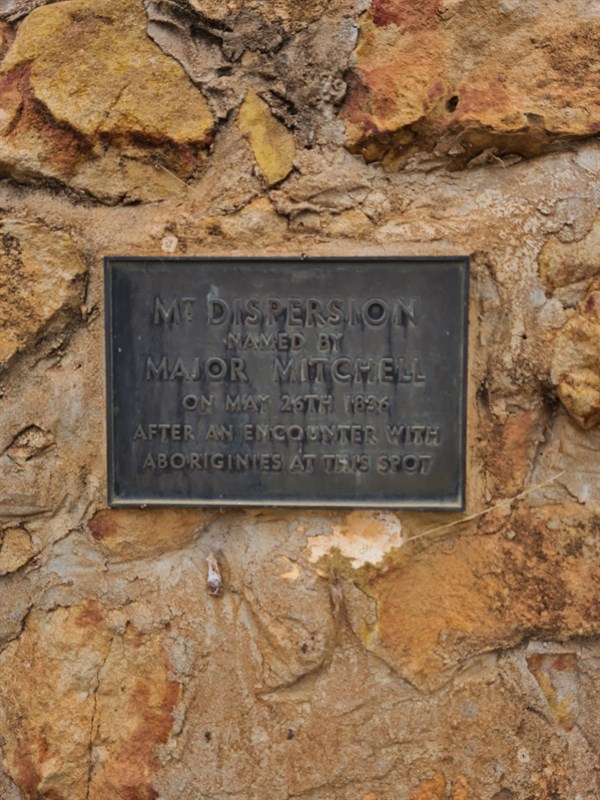 MT DISPERSION
NAMED BY
MAJOR MITCHELL
ON MAY 26TH 1836
AFTER AN ENCOUNTER WITH
ABORIGINIES AT THIS SPOT